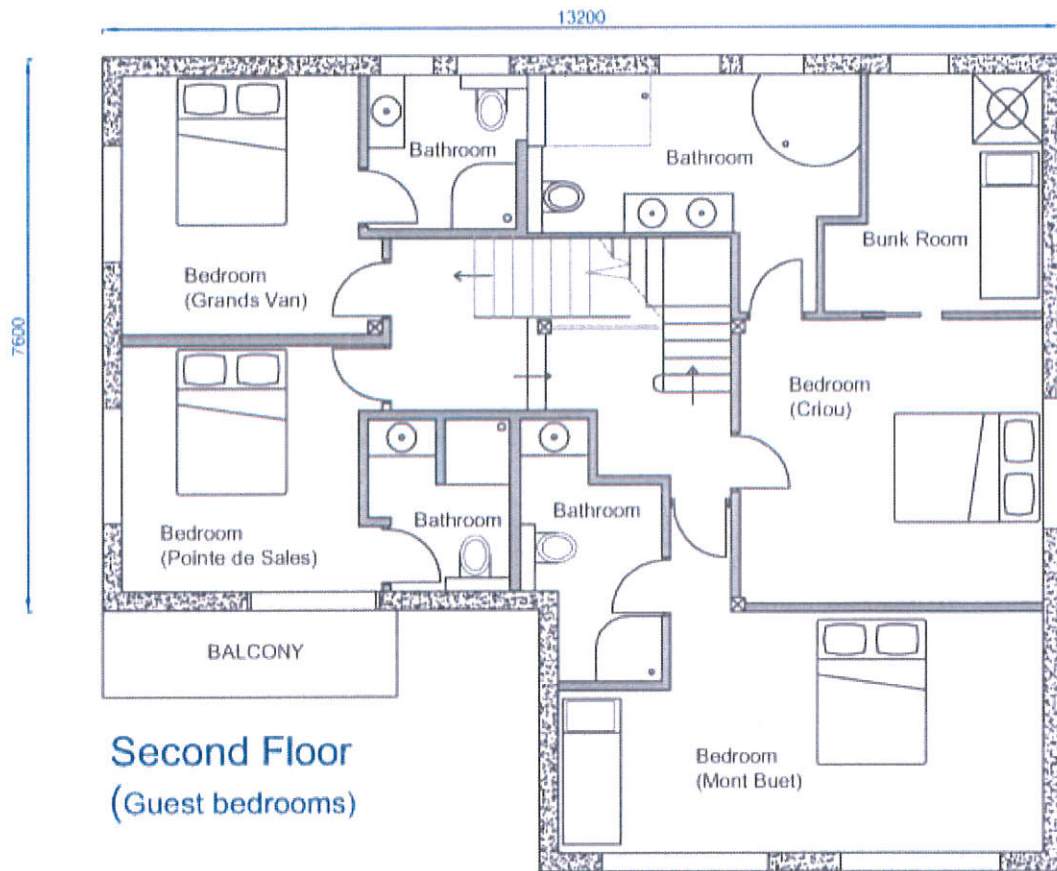 13200
7600
Bathroom
Bathroom
Bunk Room
Bedroom
(Grands Van)
Bedroom
(Criou)
Bathroom
Bathroom
Bedroom
(Pointe de Sales)
BALCONY
Second Floor
(Guest bedrooms)
Bedroom
(Mont Buet)